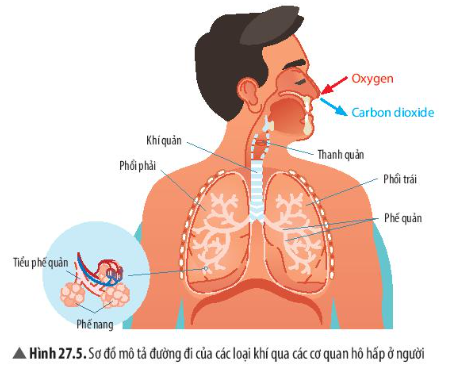 Oxygen
Carbon dioxide
Khí quản
Thanh quản
Phổi phải
Phổi trái
Phế quản
Tiểu phế quản
Phế nang
▲ Hình 27.5. Sơ đồ mô tả đường đi của các loại khí qua các cơ quan hô hấp ở người